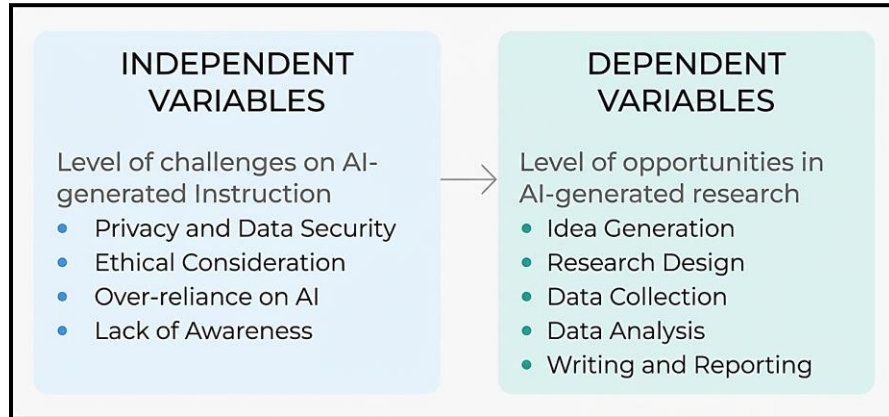 INDEPENDENT
VARIABLES
Level of challenges on AI-
generated Instruction
• Privacy and Data Security
• Ethical Consideration
• Over-reliance on AI
• Lack of Awareness
DEPENDENT
VARIABLES
Level of opportunities in
AI-generated research
• Idea Generation
• Research Design
• Data Collection
• Data Analysis
• Writing and Reporting